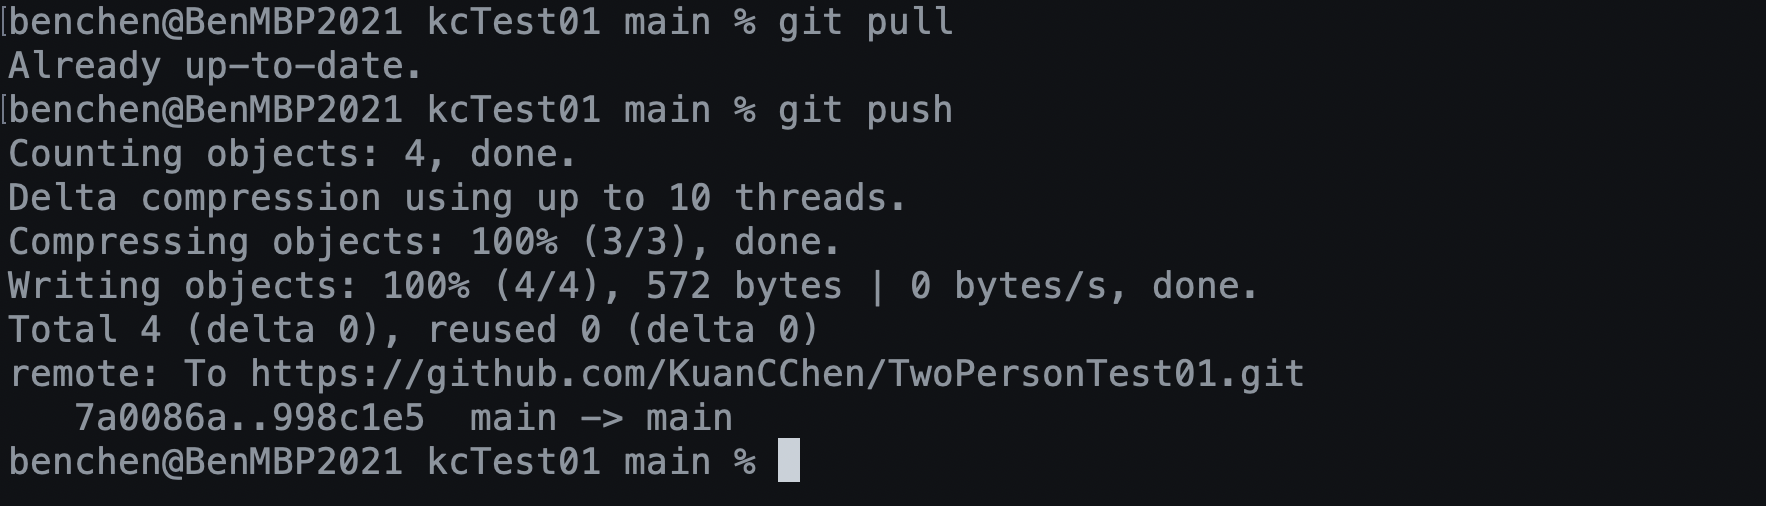 [benchen@BenMBP2021 kcTest01 main % git pull
Already up-to-date.
[benchen@BenMBP2021 kcTest01 main % git push
Counting objects: 4, done.
Delta compression using up to 10 threads.
Compressing objects: 100% (3/3), done.
Writing objects: 100% (4/4), 572 bytes | 0 bytes/s, done.
Total 4 (delta 0), reused 0 (delta 0)
remote: To https://github.com/KuanCChen/TwoPersonTest01.git
   7a0086a..998c1e5  main -> main
benchen@BenMBP2021 kcTest01 main %